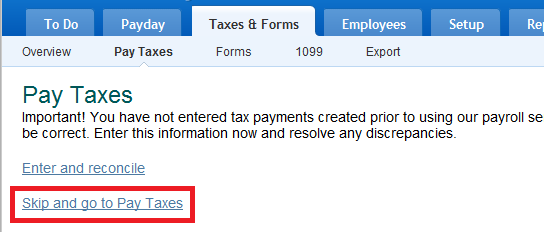 To Do Payday Taxes & Forms Employees Setup
Overview Pay Taxes Forms 1099 Export
Pay Taxes
Important! You have not entered tax payments created prior to using our payroll se
be correct. Enter this information now and resolve any discrepancies.
Enter and reconcile
Skip and go to Pay Taxes